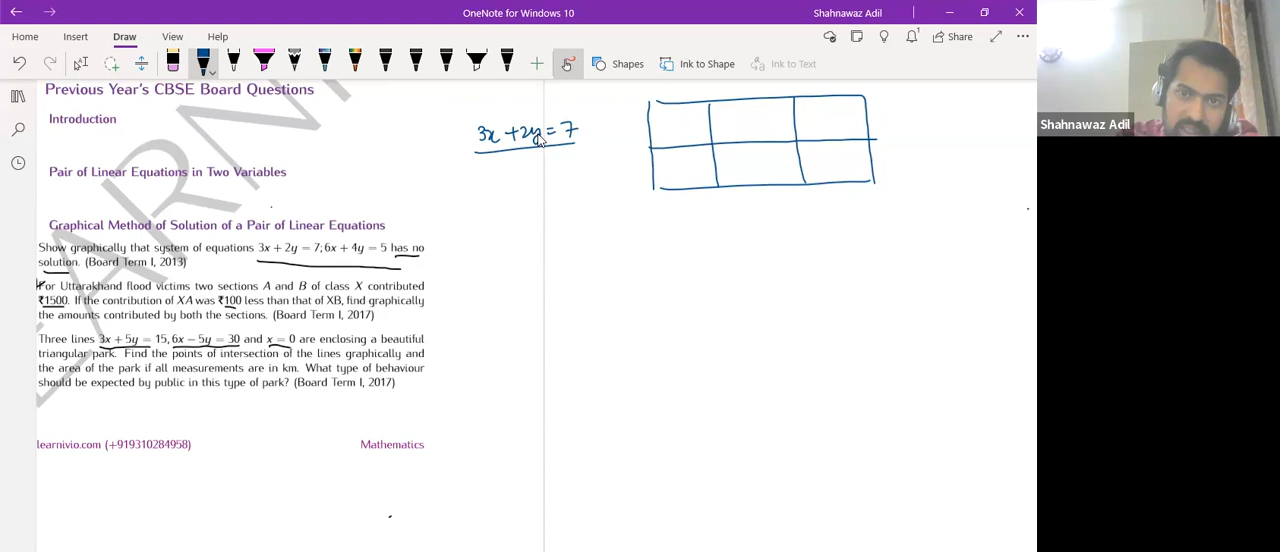 OneNote for Windows 10
Shahnawaz Adil
Home Insert Draw View Help
Share
Shapes
Ink to Shape
Ink to Text
Previous Year's CBSE Board Questions
Introduction
3x + 2y = 7
Pair of Linear Equations in Two Variables
Graphical Method of Solution of a Pair of Linear Equations
Show graphically that system of equations 3x + 2y = 7; 6x + 4y = 5 has no
solution. (Board Term I, 2013)
For Uttarakhand flood victims two sections A and B of class X contributed
₹1500. If the contribution of XA was ₹100 less than that of XB, find graphically
the amounts contributed by both the sections. (Board Term I, 2017)
Three lines 3x + 5y = 15, 6x − 5y = 30 and x = 0 are enclosing a beautiful
triangular park. Find the points of intersection of the lines graphically and
the area of the park if all measurements are in km. What type of behaviour
should be expected by public in this type of park? (Board Term I, 2017)
learnivio.com (+919310284958)
Mathematics
Shahnawaz Adil